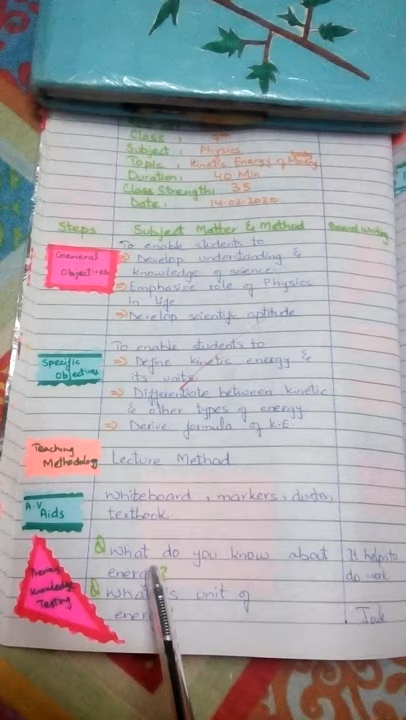 Class : 9th
Subject : Physics
Topic : Kinetic Energy of
Duration: 40 Min
Class Strength: 35
Date: 14-02-2020
Steps Subject Matter & Method Board Writing
General Objectives
To enable students to
⇒ Develop understanding &
knowledge of science
⇒ Emphasize role of Physics
in life
⇒ Develop scientific aptitude
Specific Objectives
To enable students to
⇒ Define kinetic energy &
its units
⇒ Differentiate between kinetic
& other types of energy
⇒ Derive formula of K.E
Teaching Methodology
Lecture Method
A.V. Aids
Whiteboard, markers, duster,
textbook.
Knowledge Testing
Q What do you know about It helps to
energy? do work
Q What is unit of